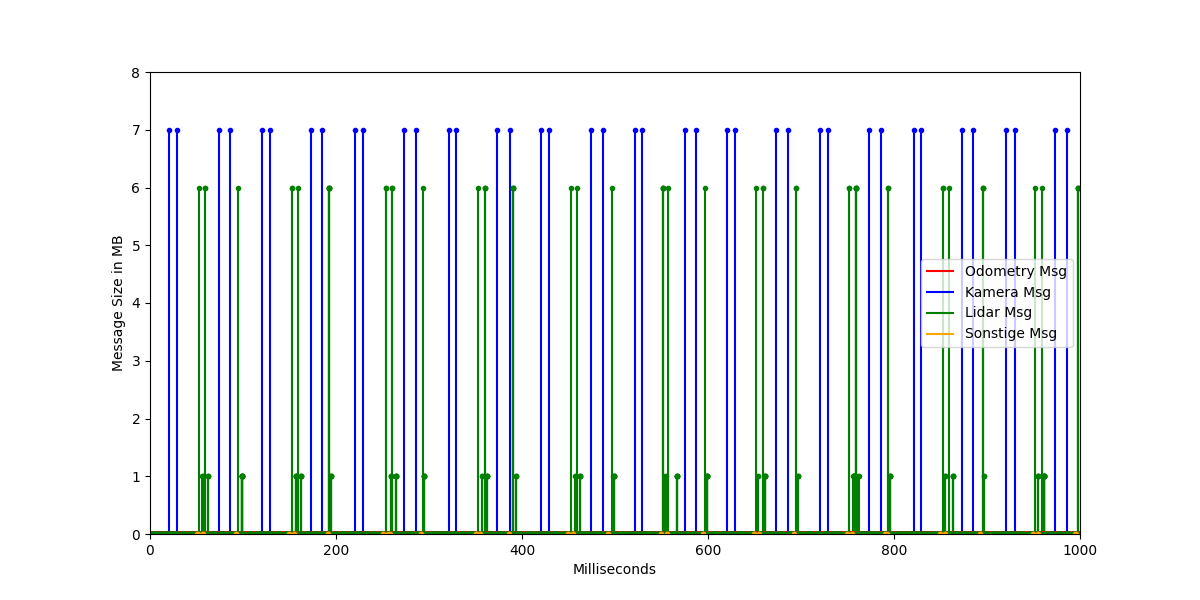 8
7
6
5
4
3
2
1
0
Message Size in MB
Odometry Msg
Kamera Msg
Lidar Msg
Sonstige Msg
0 200 400 600 800 1000
Milliseconds